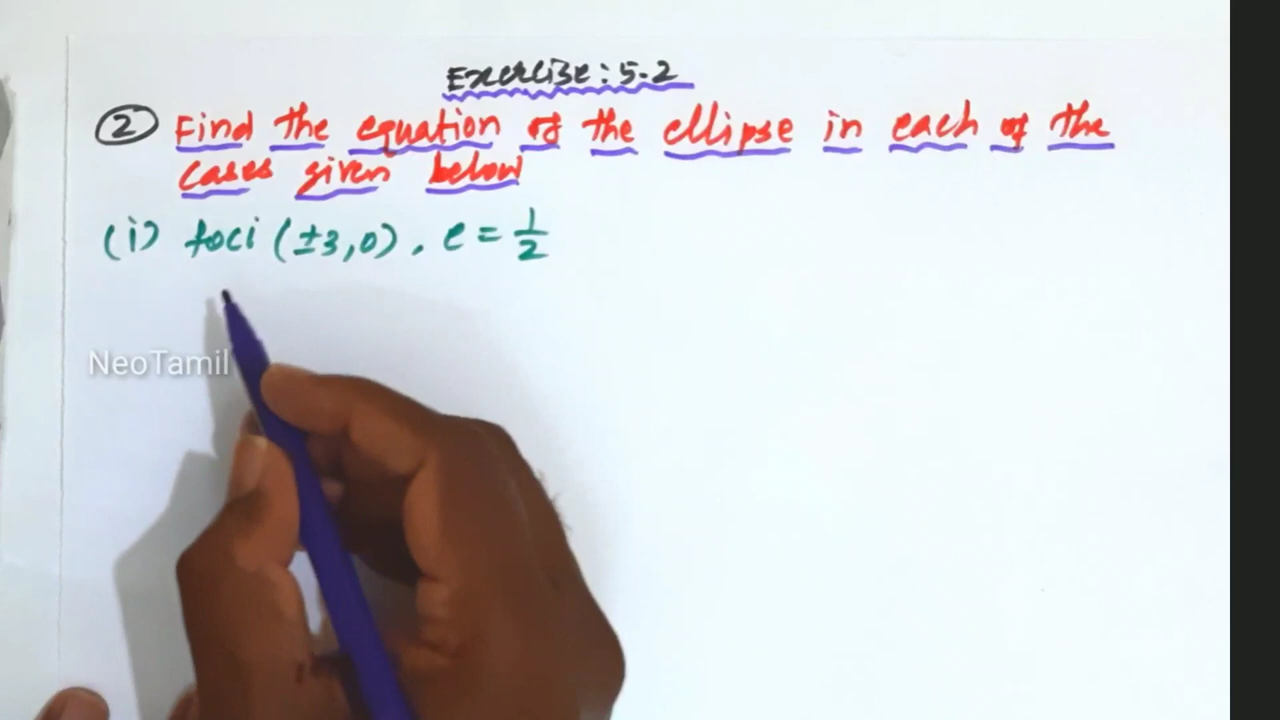 Exercise: 5.2
② Find the equation of the ellipse in each of the
cases given below
(i) foci (±3,0), e = 1/2
NeoTamil